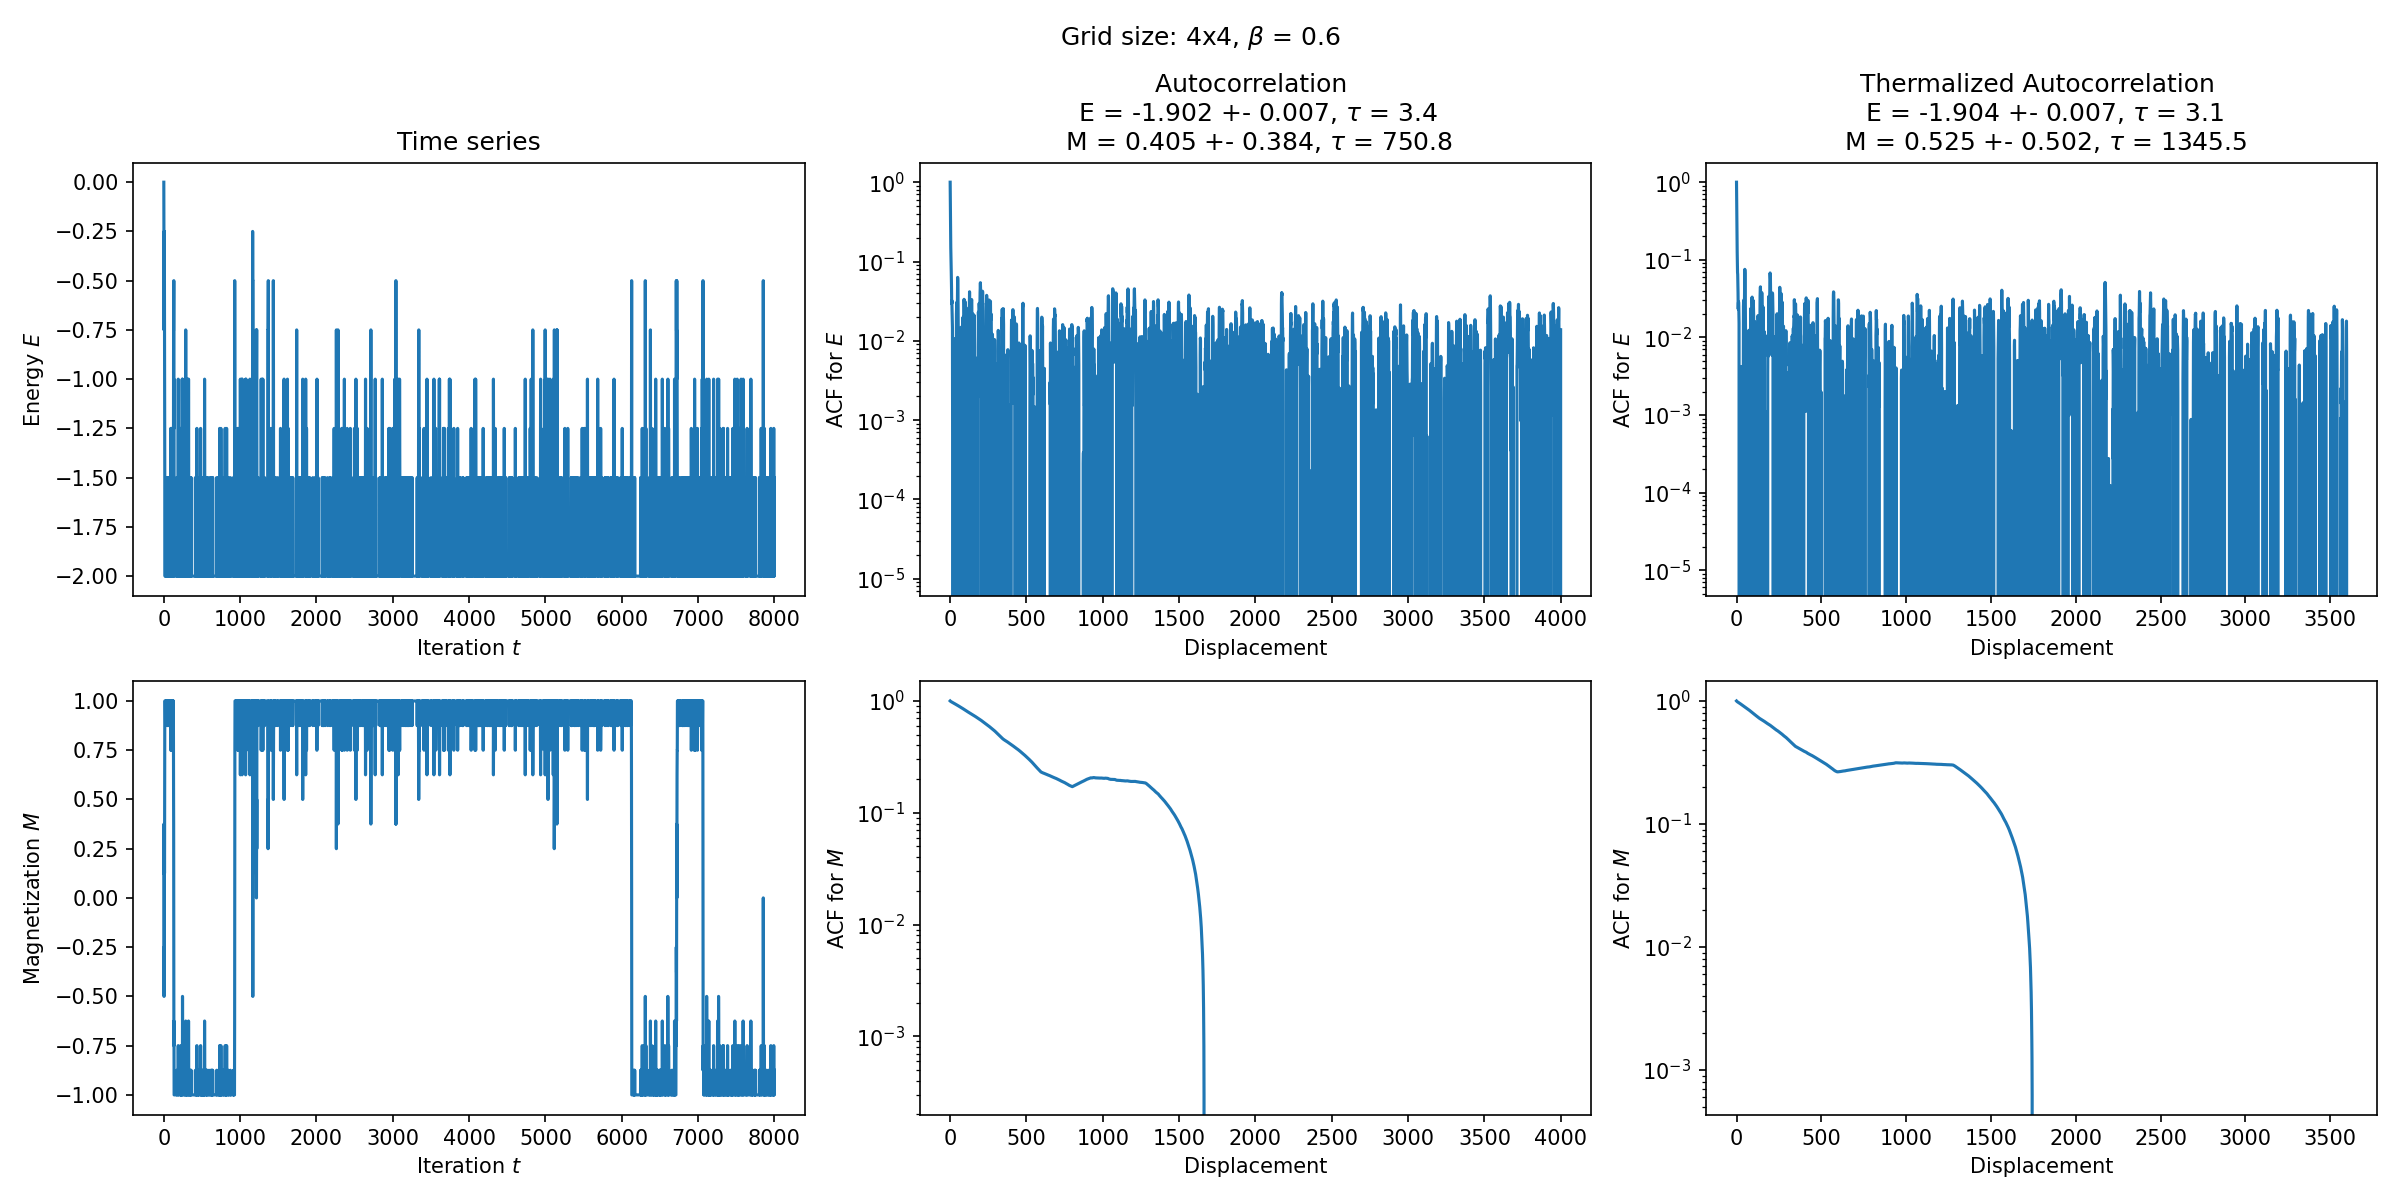 Grid size: 4x4, β = 0.6
Time series
Autocorrelation
E = -1.902 +- 0.007, τ = 3.4
M = 0.405 +- 0.384, τ = 750.8
Thermalized Autocorrelation
E = -1.904 +- 0.007, τ = 3.1
M = 0.525 +- 0.502, τ = 1345.5
Energy E
0.00
−0.25
−0.50
−0.75
−1.00
−1.25
−1.50
−1.75
−2.00
0 1000 2000 3000 4000 5000 6000 7000 8000
Iteration t
ACF for E
10⁰
10⁻¹
10⁻²
10⁻³
10⁻⁴
10⁻⁵
0 500 1000 1500 2000 2500 3000 3500 4000
Displacement
ACF for E
10⁰
10⁻¹
10⁻²
10⁻³
10⁻⁴
10⁻⁵
0 500 1000 1500 2000 2500 3000 3500
Displacement
Magnetization M
1.00
0.75
0.50
0.25
0.00
−0.25
−0.50
−0.75
−1.00
0 1000 2000 3000 4000 5000 6000 7000 8000
Iteration t
ACF for M
10⁰
10⁻¹
10⁻²
10⁻³
0 500 1000 1500 2000 2500 3000 3500 4000
Displacement
ACF for M
10⁰
10⁻¹
10⁻²
10⁻³
0 500 1000 1500 2000 2500 3000 3500
Displacement